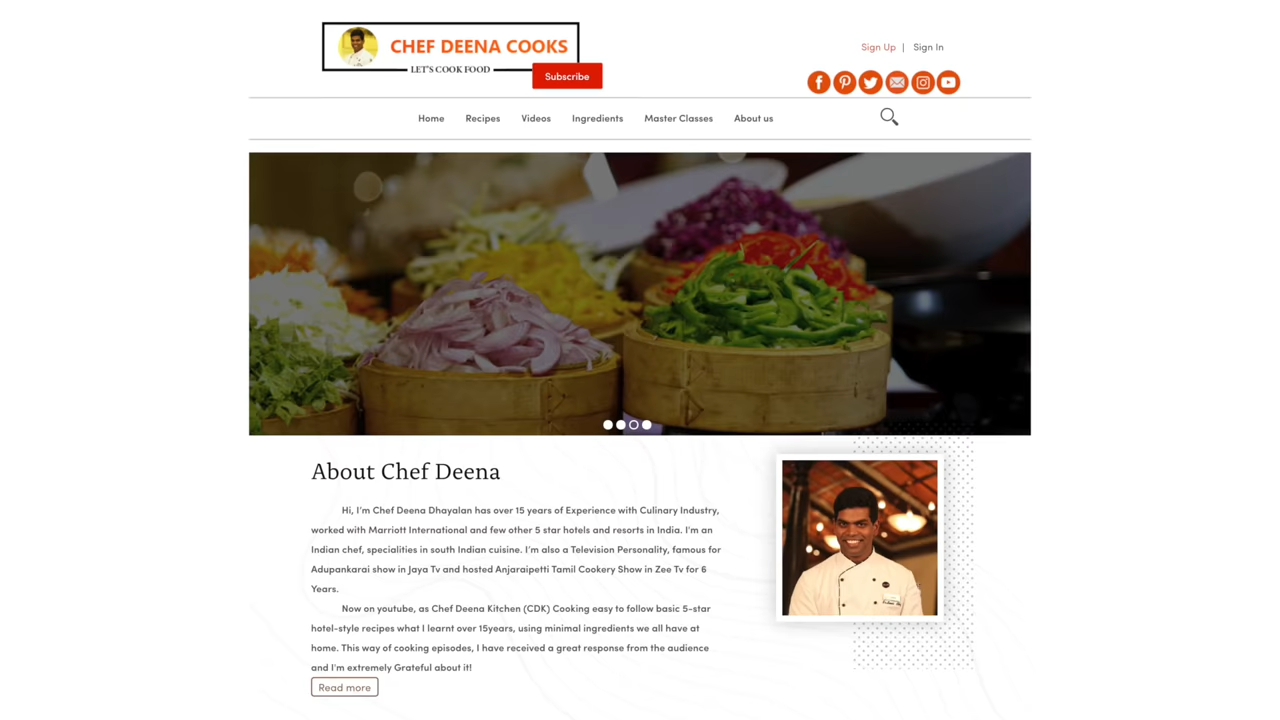 CHEF DEENA COOKS
LET'S COOK FOOD
Subscribe
Sign Up | Sign In
Home Recipes Videos Ingredients Master Classes About us
About Chef Deena
Hi, I'm Chef Deena Dhayalan has over 15 years of Experience with Culinary Industry,
worked with Marriott International and few other 5 star hotels and resorts in India. I'm an
Indian chef, specialities in south Indian cuisine. I'm also a Television Personality, famous for
Adupankarai show in Jaya Tv and hosted Anjaraipetti Tamil Cookery Show in Zee Tv for 6
Years.
Now on youtube, as Chef Deena Kitchen (CDK) Cooking easy to follow basic 5-star
hotel-style recipes what I learnt over 15years, using minimal ingredients we all have at
home. This way of cooking episodes, I have received a great response from the audience
and I'm extremely Grateful about it!
Read more